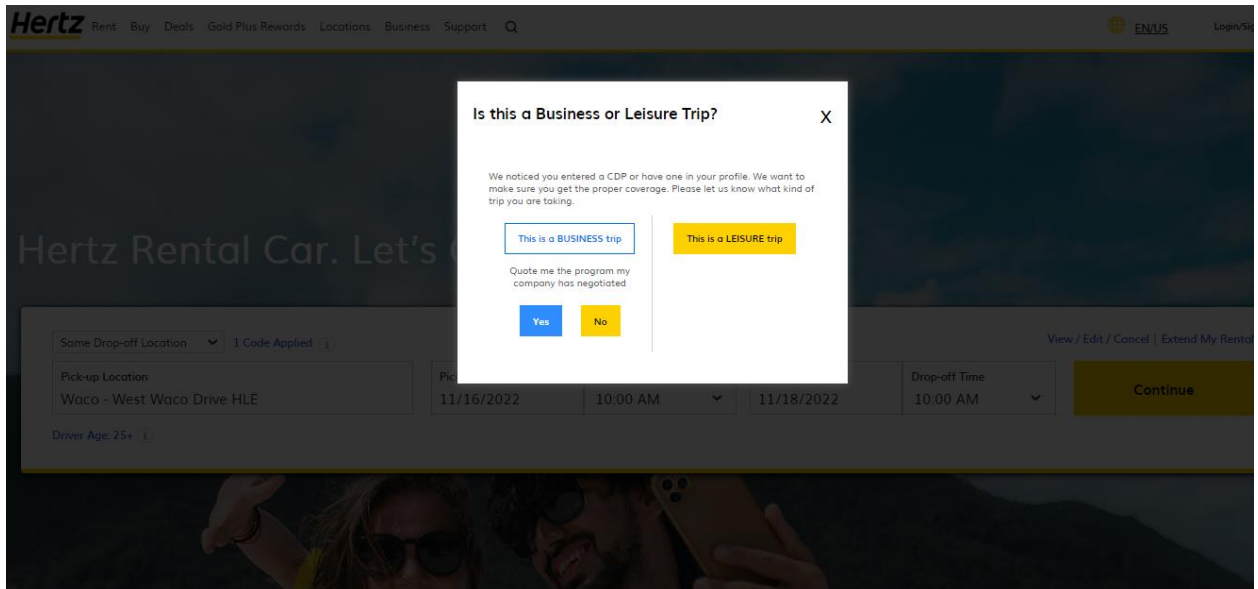 Hertz Rent Buy Deals Gold Plus Rewards Locations Business Support EN/US
Is this a Business or Leisure Trip? X
We noticed you entered a CDP or have one in your profile. We want to
make sure you get the proper coverage. Please let us know what kind of
trip you are taking.
This is a BUSINESS trip This is a LEISURE trip
Quote me the program my
company has negotiated
Yes No
Hertz Rental Car. Let's
Same Drop-off Location 1 Code Applied i View / Edit / Cancel | Extend My Rental
Pick-up Location Drop-off Time
Waco - West Waco Drive HLE 11/16/2022 10:00 AM 11/18/2022 10:00 AM Continue
Driver Age: 25+ i